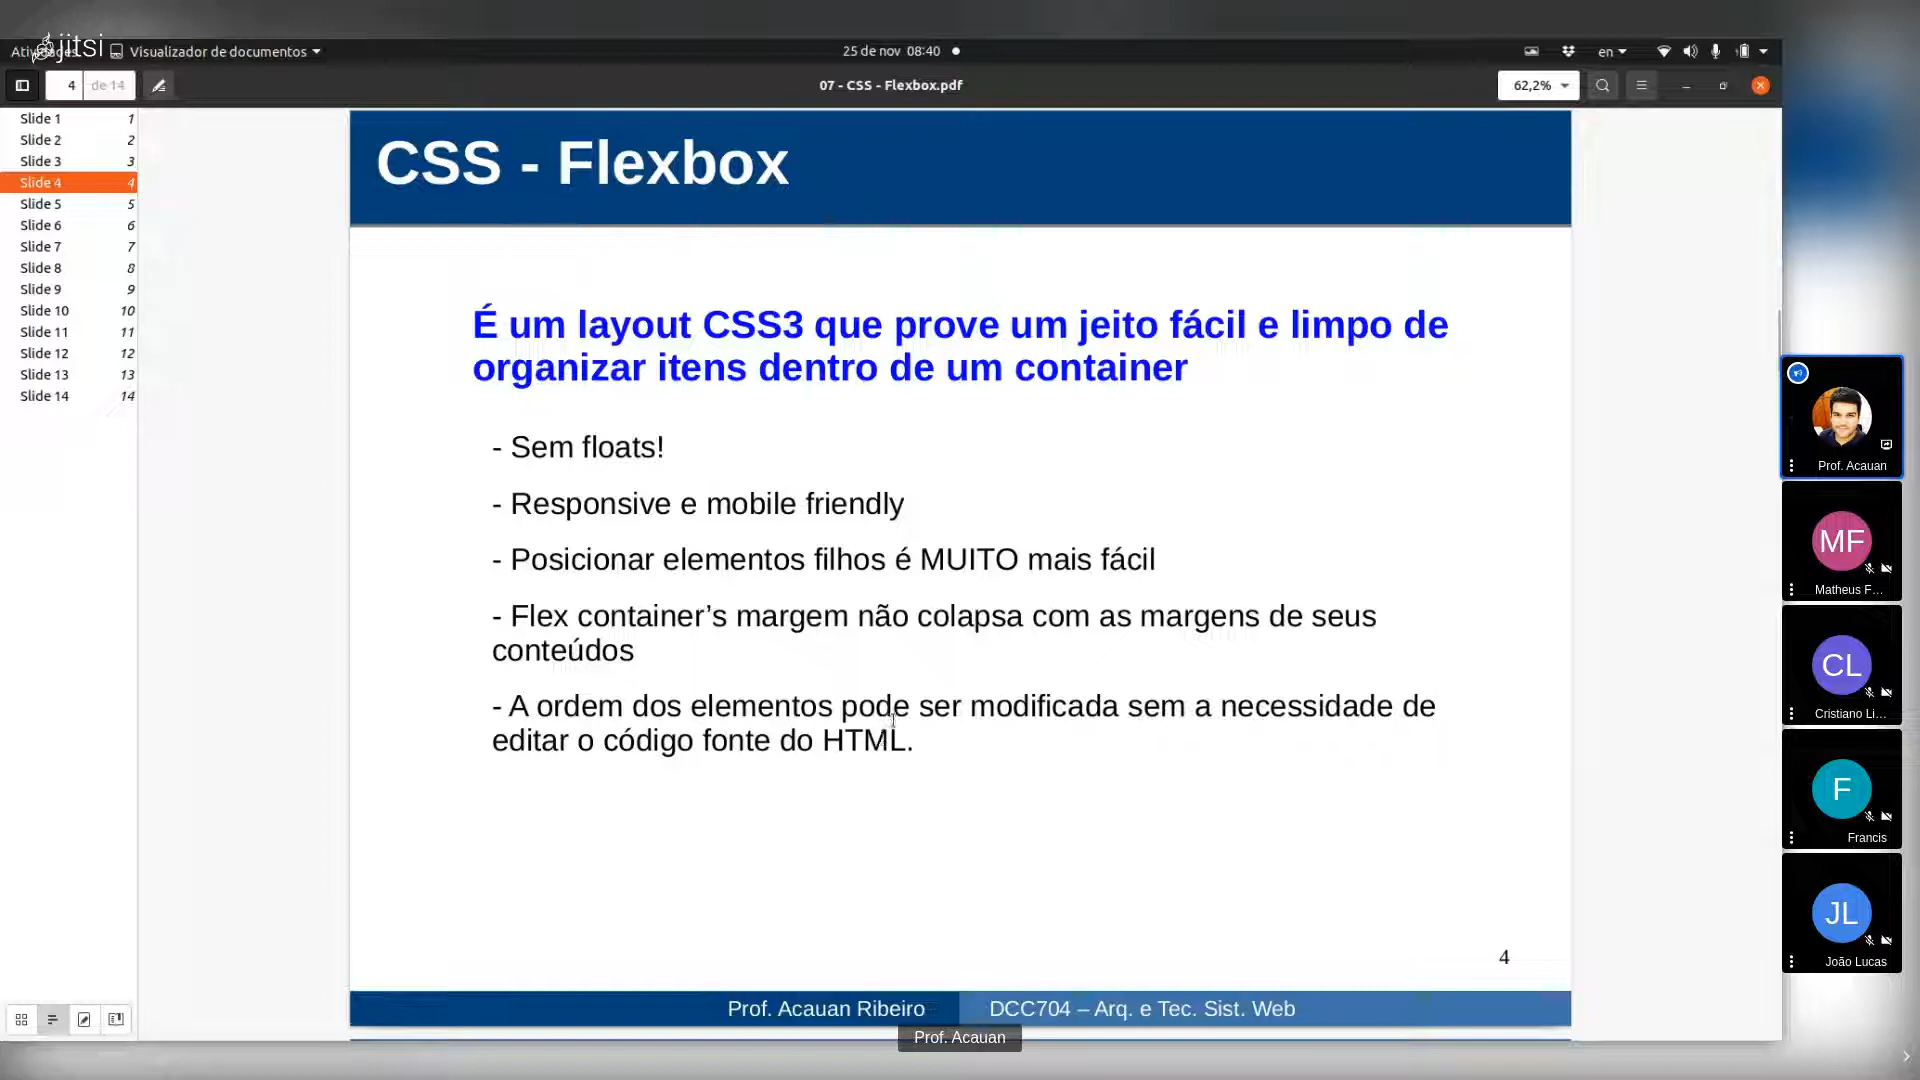 jitsi
Visualizador de documentos
25 de nov 08:40
en
4 de 14
07 - CSS - Flexbox.pdf
62,2%
Slide 1 1
Slide 2 2
Slide 3 3
Slide 4 4
Slide 5 5
Slide 6 6
Slide 7 7
Slide 8 8
Slide 9 9
Slide 10 10
Slide 11 11
Slide 12 12
Slide 13 13
Slide 14 14
CSS - Flexbox
É um layout CSS3 que prove um jeito fácil e limpo de
organizar itens dentro de um container
- Sem floats!
- Responsive e mobile friendly
- Posicionar elementos filhos é MUITO mais fácil
- Flex container’s margem não colapsa com as margens de seus
conteúdos
- A ordem dos elementos pode ser modificada sem a necessidade de
editar o código fonte do HTML.
4
Prof. Acauan Ribeiro
DCC704 – Arq. e Tec. Sist. Web
Prof. Acauan
Prof. Acauan
MF
Matheus F...
CL
Cristiano Li...
F
Francis
JL
João Lucas